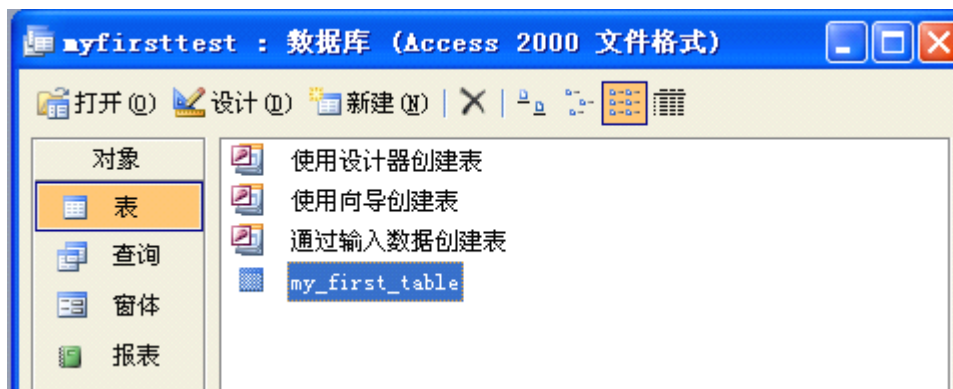 myfirsttest : 数据库 (Access 2000 文件格式)
打开(O) 设计(D) 新建(N)
对象
表
查询
窗体
报表
使用设计器创建表
使用向导创建表
通过输入数据创建表
my_first_table